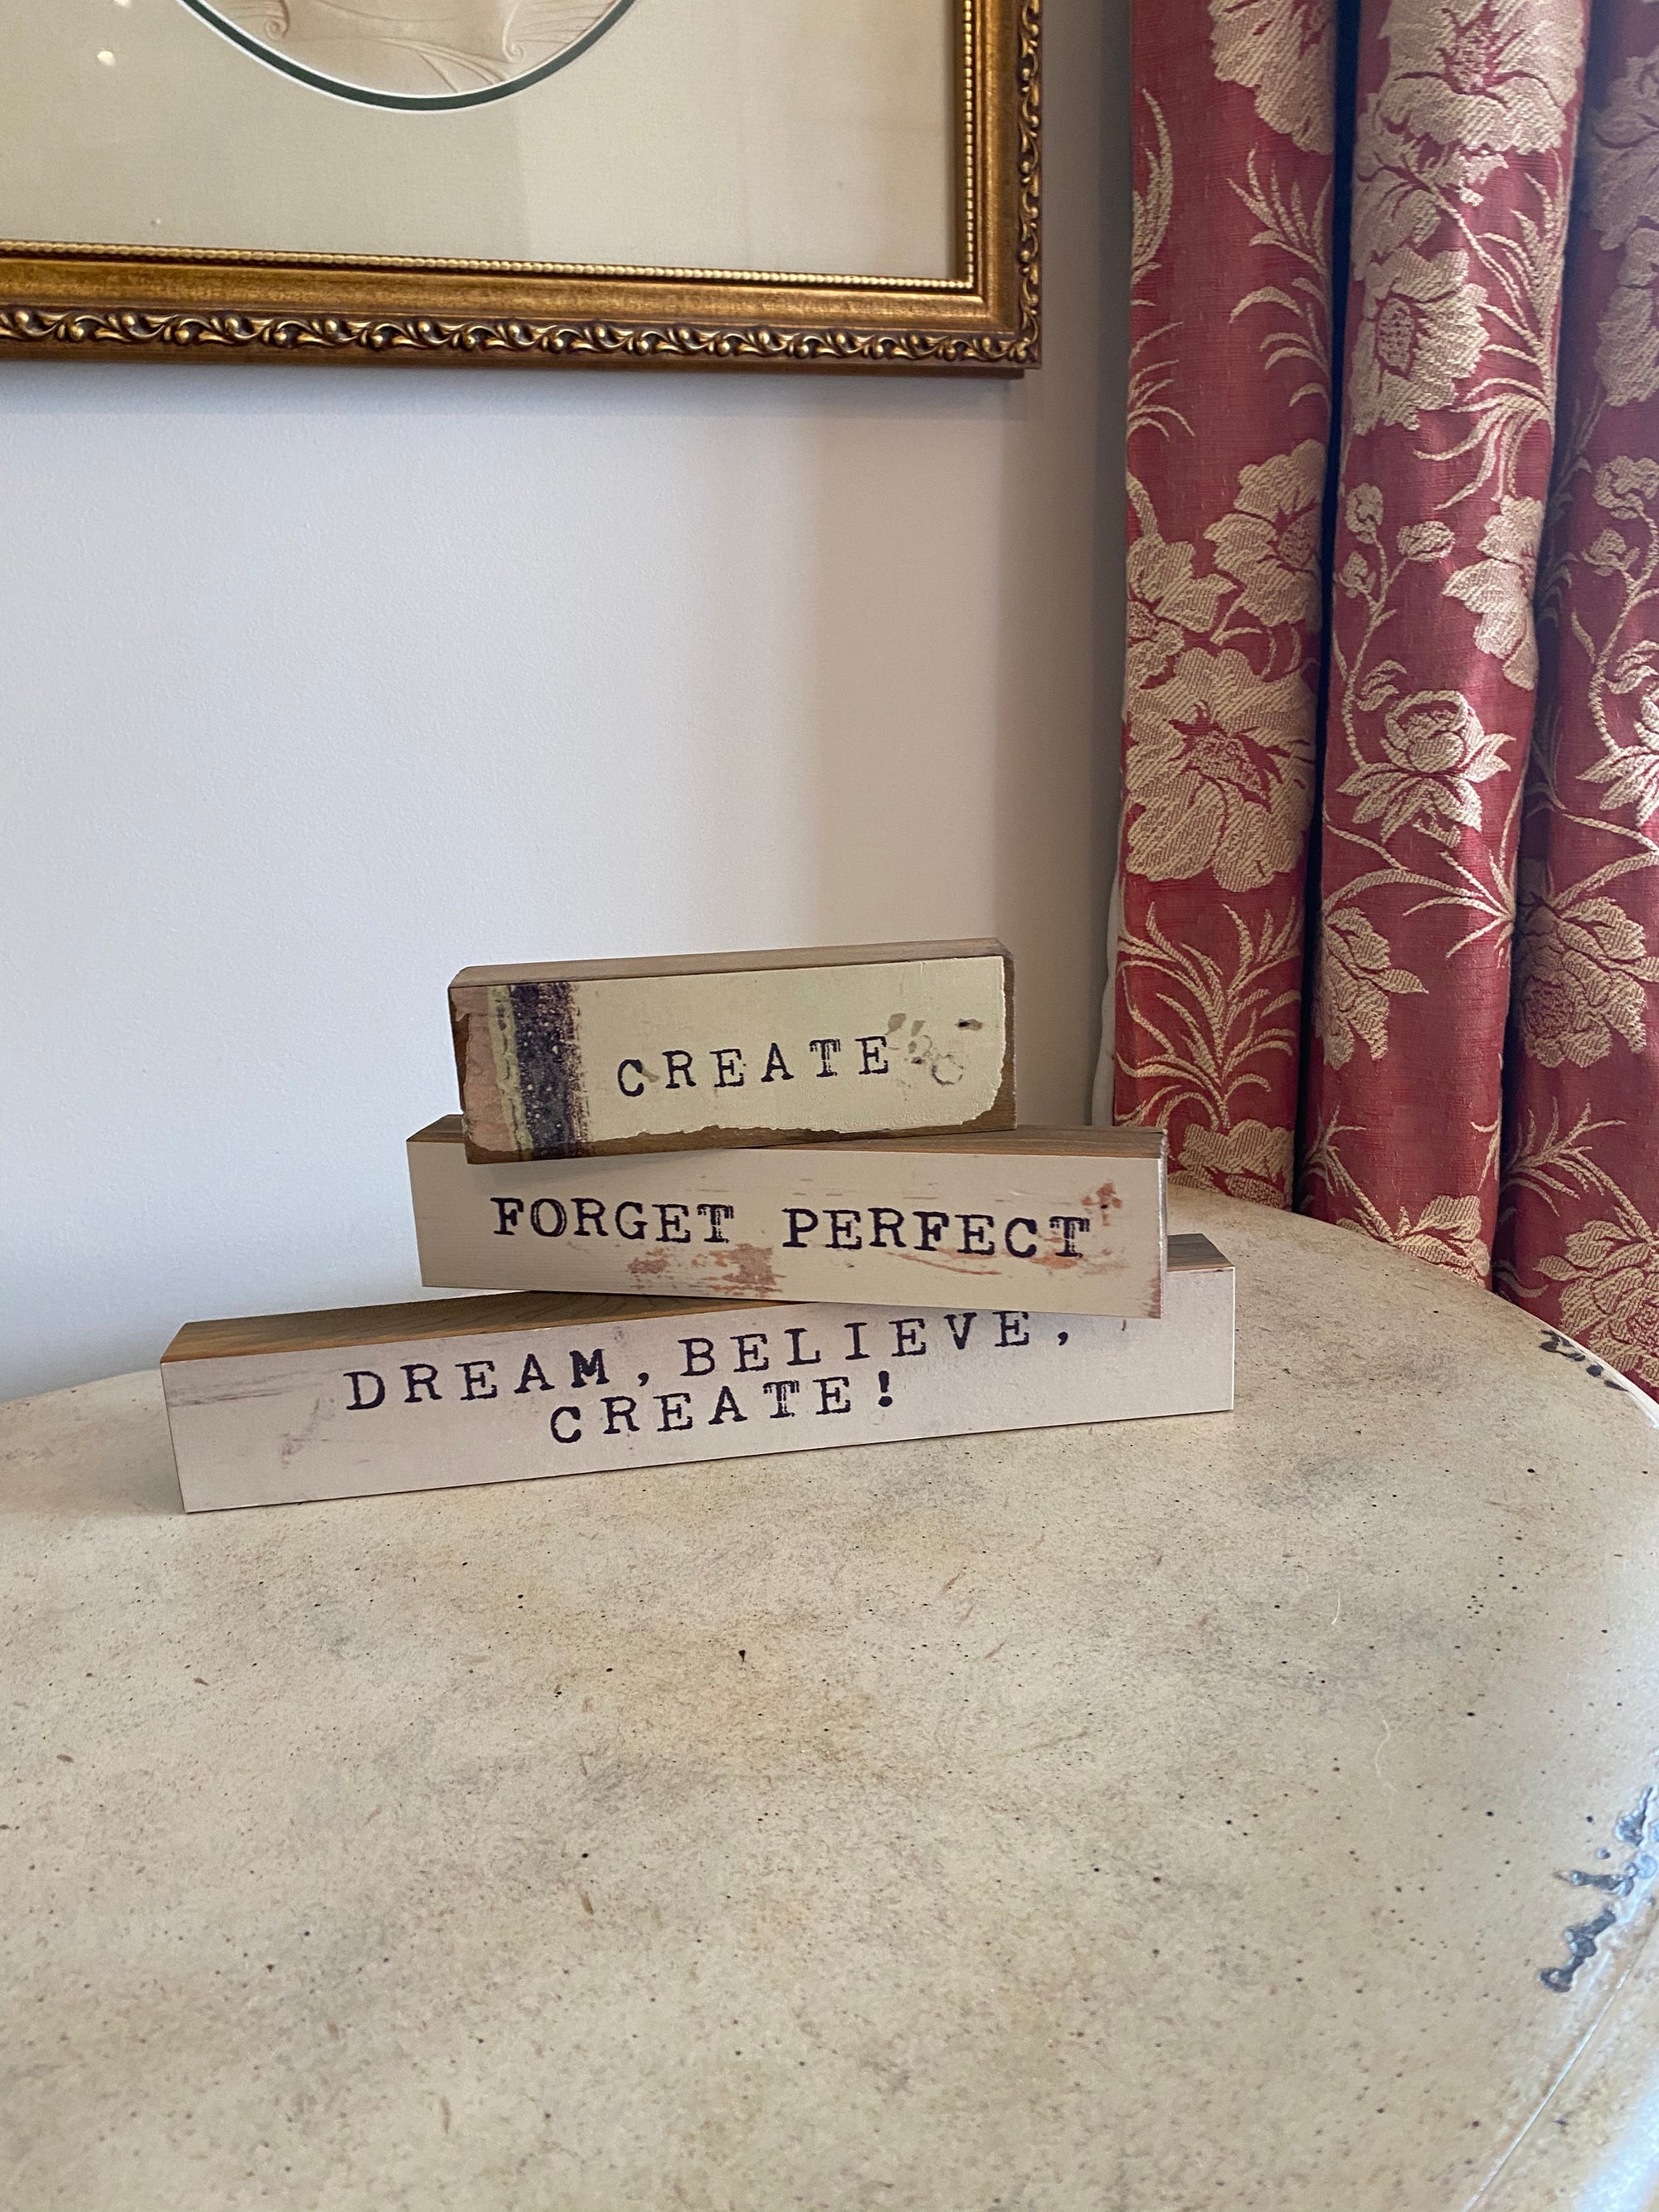 CREATE
FORGET PERFECT
DREAM, BELIEVE,
CREATE!